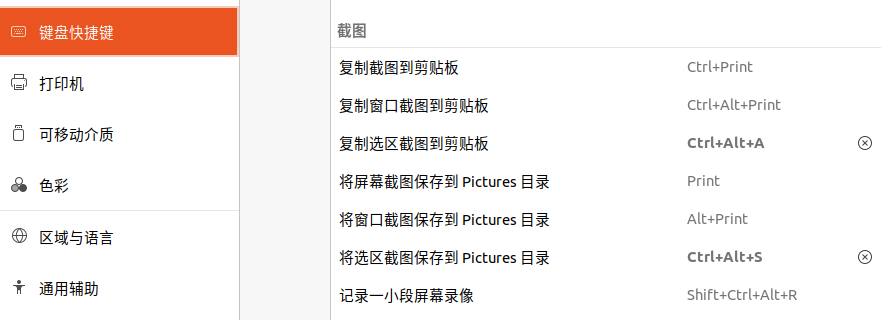 键盘快捷键
打印机
可移动介质
色彩
区域与语言
通用辅助
截图
复制截图到剪贴板 Ctrl+Print
复制窗口截图到剪贴板 Ctrl+Alt+Print
复制选区截图到剪贴板 Ctrl+Alt+A
将屏幕截图保存到 Pictures 目录 Print
将窗口截图保存到 Pictures 目录 Alt+Print
将选区截图保存到 Pictures 目录 Ctrl+Alt+S
记录一小段屏幕录像 Shift+Ctrl+Alt+R